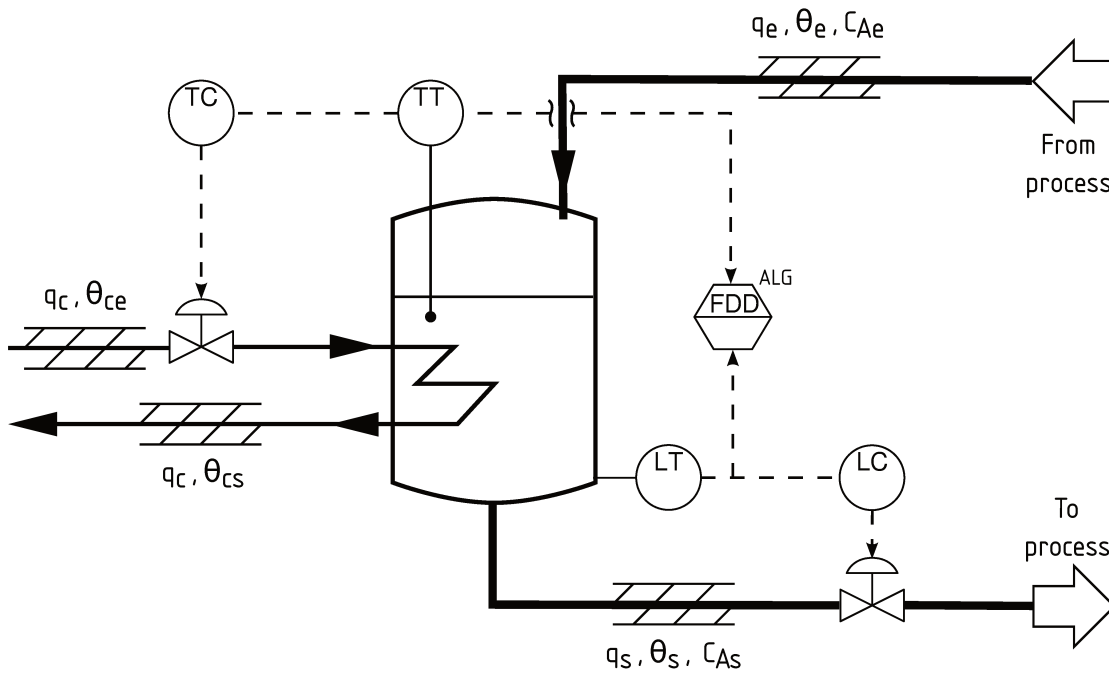 qe, θe, CAe
TC
TT
From
process
ALG
FDD
qc, θce
qc, θcs
LT
LC
To
process
qs, θs, CAs